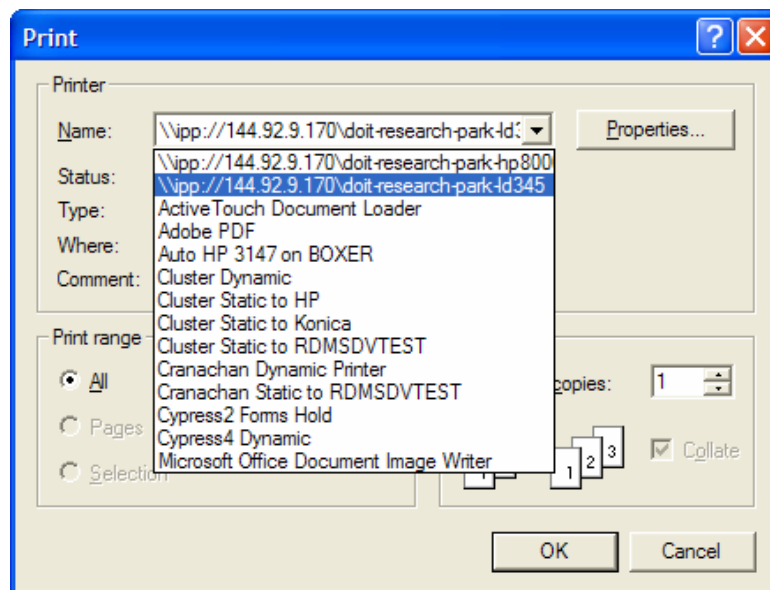 Print
Printer
Name:
\\ipp://144.92.9.170\doit-research-park-ld3
Properties...
Status:
Type:
Where:
Comment:
\\ipp://144.92.9.170\doit-research-park-hp800
\\ipp://144.92.9.170\doit-research-park-ld345
ActiveTouch Document Loader
Adobe PDF
Auto HP 3147 on BOXER
Cluster Dynamic
Cluster Static to HP
Cluster Static to Konica
Cluster Static to RDMSDVTEST
Cranachan Dynamic Printer
Cranachan Static to RDMSDVTEST
Cypress2 Forms Hold
Cypress4 Dynamic
Microsoft Office Document Image Writer
Print range
All
Pages
Selection
copies:
1
1 2 3
Collate
OK
Cancel